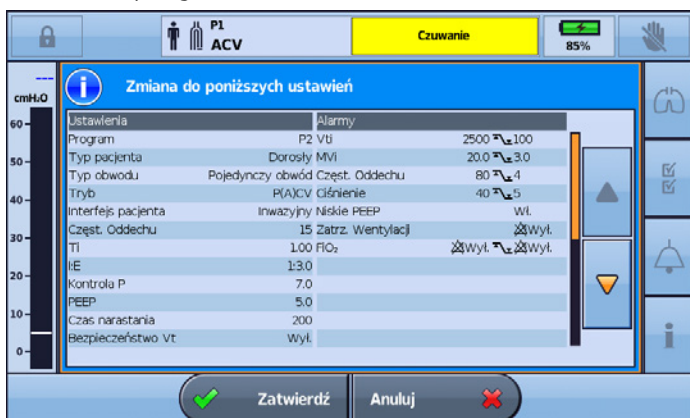 P1
ACV
Czuwanie
85%
---
cmH₂O
60
50
40
30
20
10
0
Zmiana do poniższych ustawień
Ustawienia Alarmy
Program P2 Vti 2500 100
Typ pacjenta Dorosły MVi 20.0 3.0
Typ obwodu Pojedynczy obwód Częst. Oddechu 80 4
Tryb P(A)CV Ciśnienie 40 5
Interfejs pacjenta Inwazyjny Niskie PEEP Wł.
Częst. Oddechu 15 Zatrz. Wentylacji Wył.
Ti 1.00 FiO₂ Wył. Wył.
I:E 1:3.0
Kontrola P 7.0
PEEP 5.0
Czas narastania 200
Bezpieczeństwo Vt Wył.
Zatwierdź Anuluj